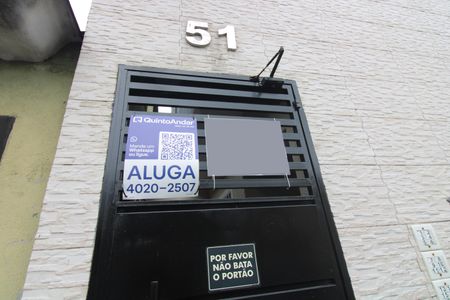 51
QuintoAndar
Mande um
Whatsapp
ou ligue.
ALUGA
4020-2507
POR FAVOR
NÃO BATA
O PORTÃO